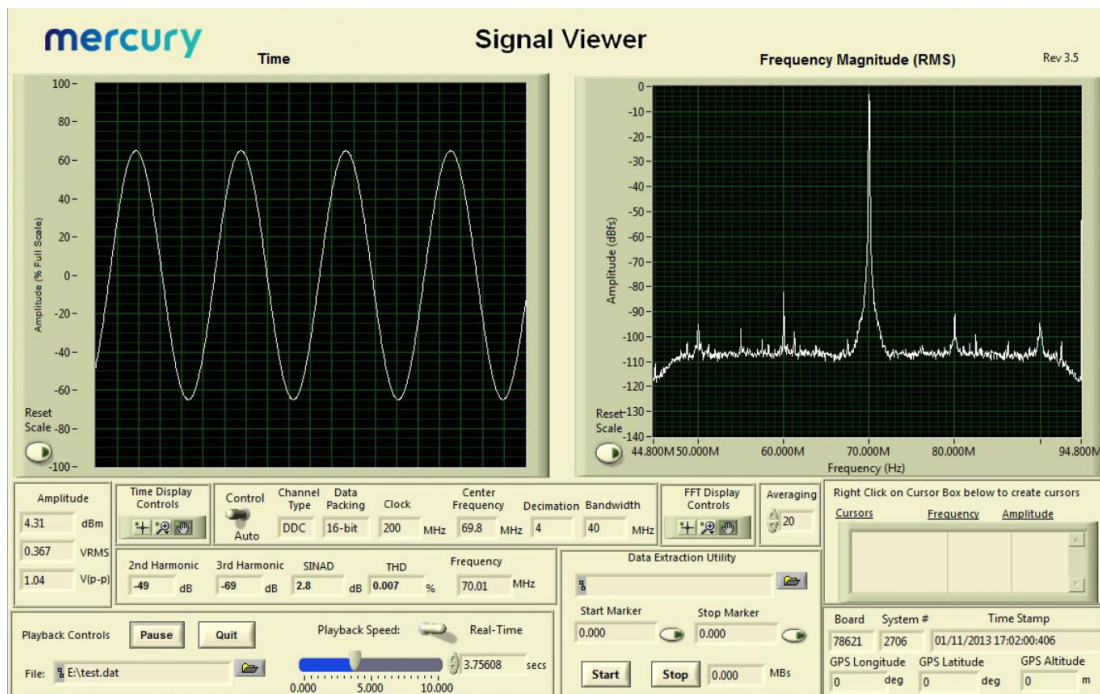 mercury
Signal Viewer
Time
Frequency Magnitude (RMS)
Rev 3.5
Amplitude (% Full Scale)
100
80
60
40
20
0
-20
-40
-60
-80
-100
Reset
Scale
Amplitude (dBfs)
0
-10
-20
-30
-40
-50
-60
-70
-80
-90
-100
-110
-120
-130
-140
Reset
Scale
44.800M 50.000M 60.000M 70.000M 80.000M 94.800M
Frequency (Hz)
Amplitude
4.31 dBm
0.367 VRMS
1.04 V(p-p)
Time Display
Controls
Control
Auto
Channel
Type
DDC
Data
Packing
16-bit
Clock
200 MHz
Center
Frequency
69.8 MHz
Decimation
4
Bandwidth
40 MHz
FFT Display
Controls
Averaging
20
Right Click on Cursor Box below to create cursors
Cursors Frequency Amplitude
2nd Harmonic
-49 dB
3rd Harmonic
-69 dB
SINAD
2.8 dB
THD
0.007 %
Frequency
70.01 MHz
Data Extraction Utility
Start Marker
0.000
Stop Marker
0.000
Start
Stop
0.000 MBs
Playback Controls
Pause
Quit
File: E:\test.dat
Playback Speed:
Real-Time
0.000 5.000 10.000
3.75608 secs
Board System # Time Stamp
78621 2706 01/11/2013 17:02:00:406
GPS Longitude GPS Latitude GPS Altitude
0 deg 0 deg 0 m